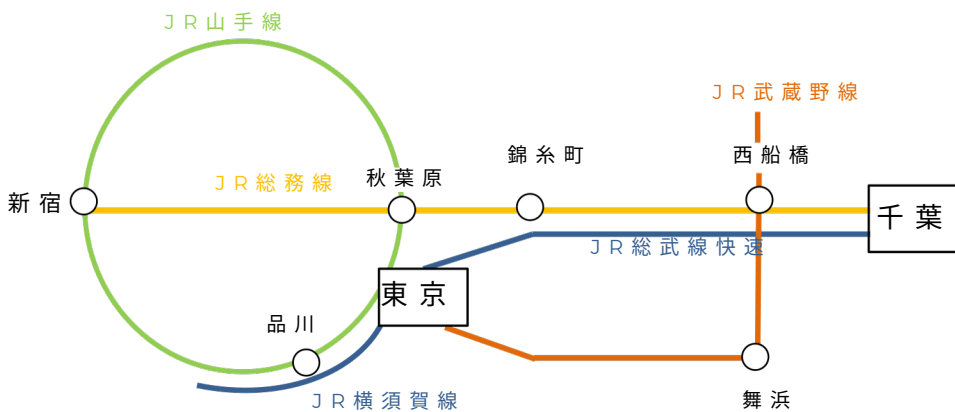 JR山手線
JR武蔵野線
錦糸町
西船橋
秋葉原
JR総務線
新宿
千葉
JR総武線快速
東京
品川
JR横須賀線
舞浜